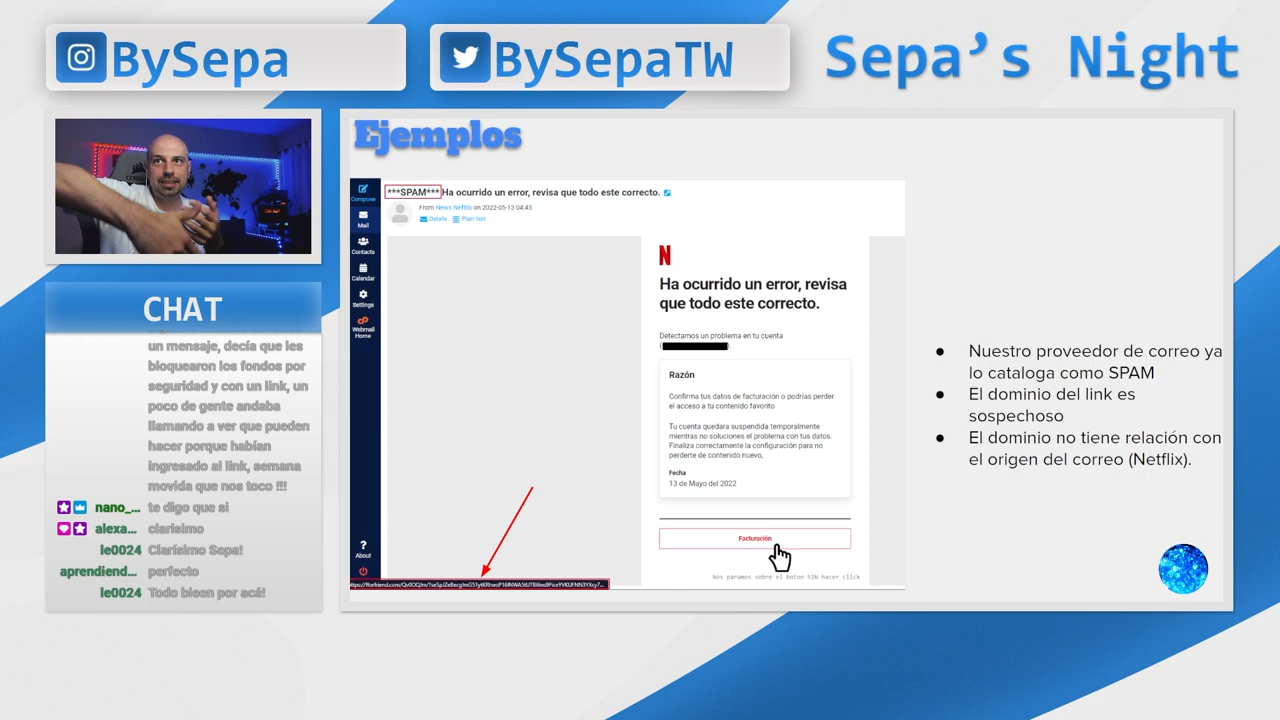 BySepa
BySepaTW
Sepa's Night
Ejemplos
***SPAM*** Ha ocurrido un error, revisa que todo este correcto.
From News Neftlis on 2022-05-13 04:45
Details Plain text
Compose
Mail
Contacts
Calendar
Settings
Webmail
Home
About
N
Ha ocurrido un error, revisa
que todo este correcto.
Detectamos un problema en tu cuenta
Razón
Confirma tus datos de facturación o podrías perder
el acceso a tu contenido favorito
Tu cuenta quedara suspendida temporalmente
mientras no soluciones el problema con tus datos.
Finaliza correctamente la configuración para no
perderte de contenido nuevo,
Fecha
13 de Mayo del 2022
Facturación
Nos paramos sobre el boton SIN hacer click
● Nuestro proveedor de correo ya
lo cataloga como SPAM
● El dominio del link es
sospechoso
● El dominio no tiene relación con
el origen del correo (Netflix).
CHAT
un mensaje, decía que les
bloquearon los fondos por
seguridad y con un link, un
poco de gente andaba
llamando a ver que pueden
hacer porque habían
ingresado al link, semana
movida que nos toco !!!
nano_... te digo que si
alexa... clarisimo
le0024 Clarísimo Sepa!
aprendiend... perfecto
le0024 Todo bieen por acá!